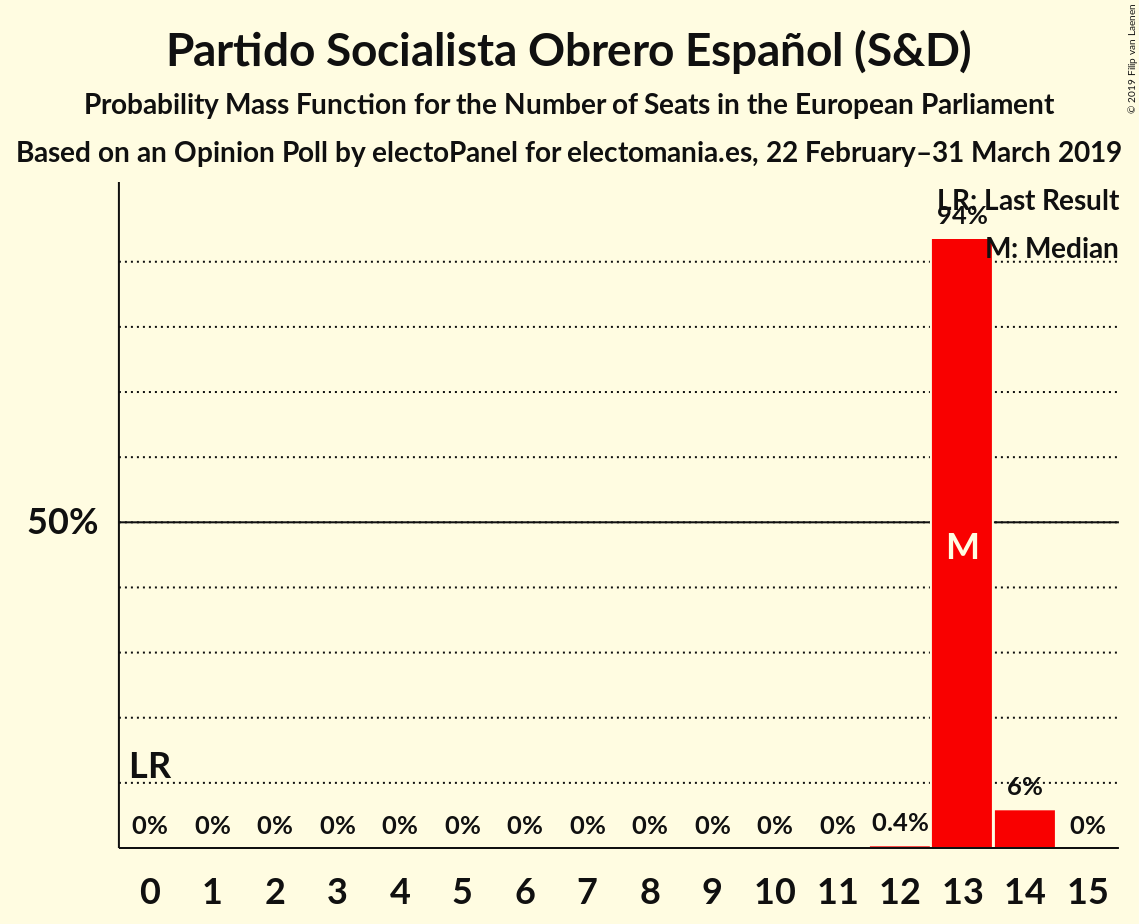 Partido Socialista Obrero Español (S&D)
Probability Mass Function for the Number of Seats in the European Parliament
Based on an Opinion Poll by electoPanel for electomania.es, 22 February–31 March 2019
© 2019 Filip van Laenen
LR: Last Result
94%
M: Median
50%
M
LR
6%
0% 0% 0% 0% 0% 0% 0% 0% 0% 0% 0% 0% 0.4% 0%
0 1 2 3 4 5 6 7 8 9 10 11 12 13 14 15